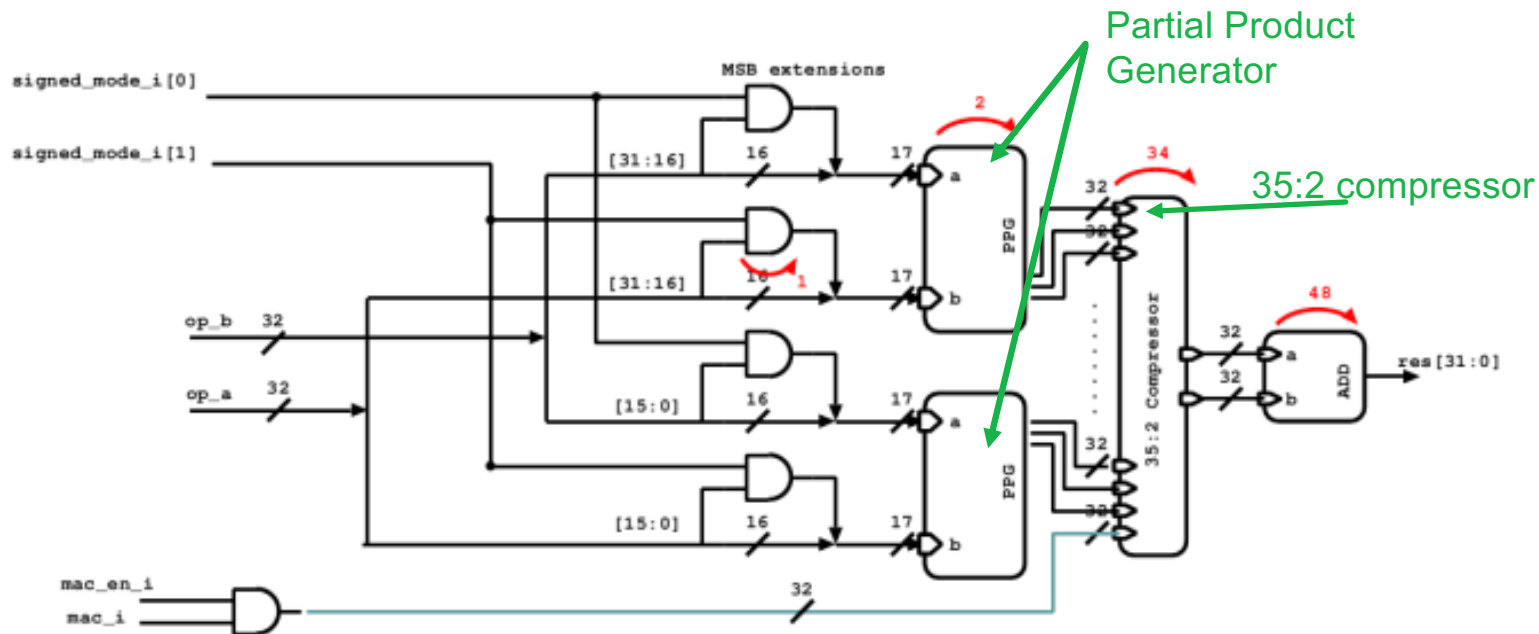 Partial Product
Generator
signed_mode_i[0]
MSB extensions
2
signed_mode_i[1]
[31:16]
16
17
a
34
32
35:2 compressor
PPG
32
[31:16]
16
1
17
b
48
op_b
32
32
a
res[31:0]
op_a
32
32
b
ADD
[15:0]
16
17
a
35:2 Compressor
32
PPG
[15:0]
16
17
b
32
mac_en_i
mac_i
32